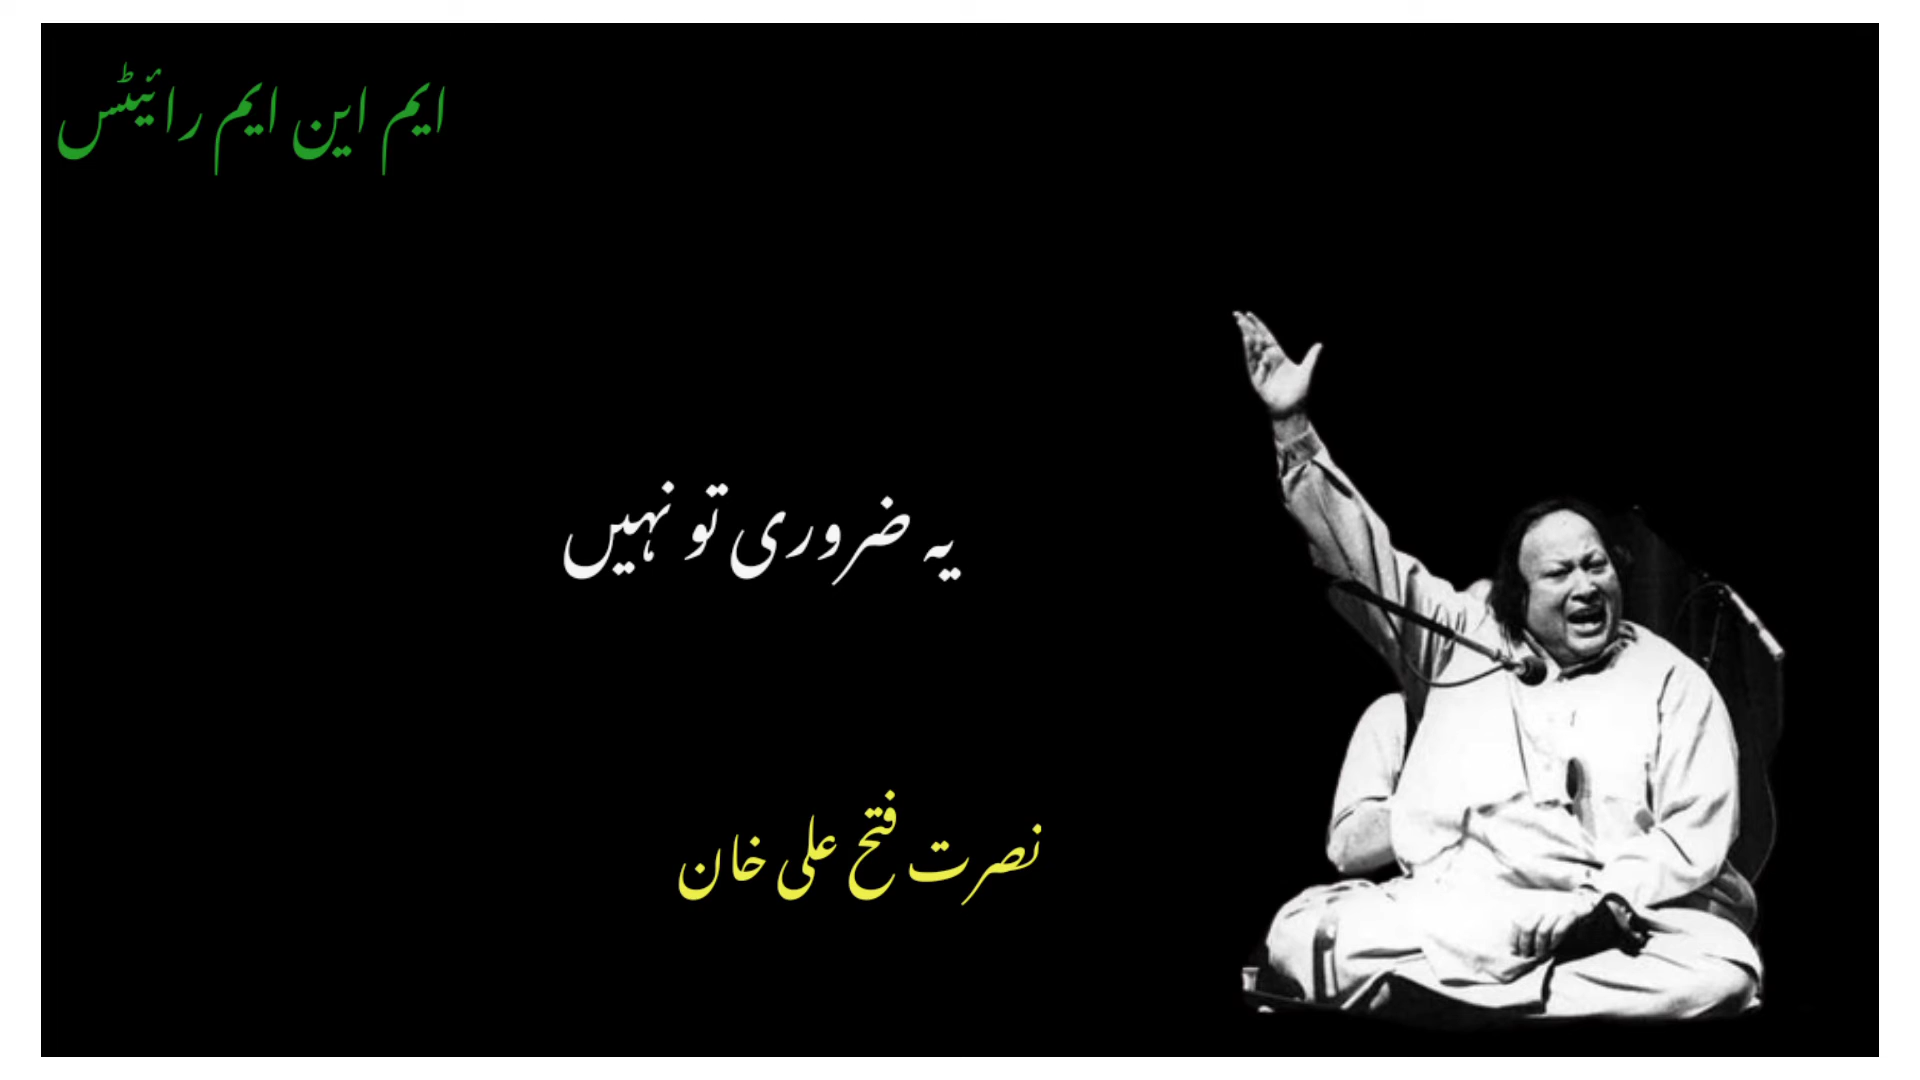 ایم این ایم رائیٹس
یہ ضروری تو نہیں
نصرت فتح علی خان